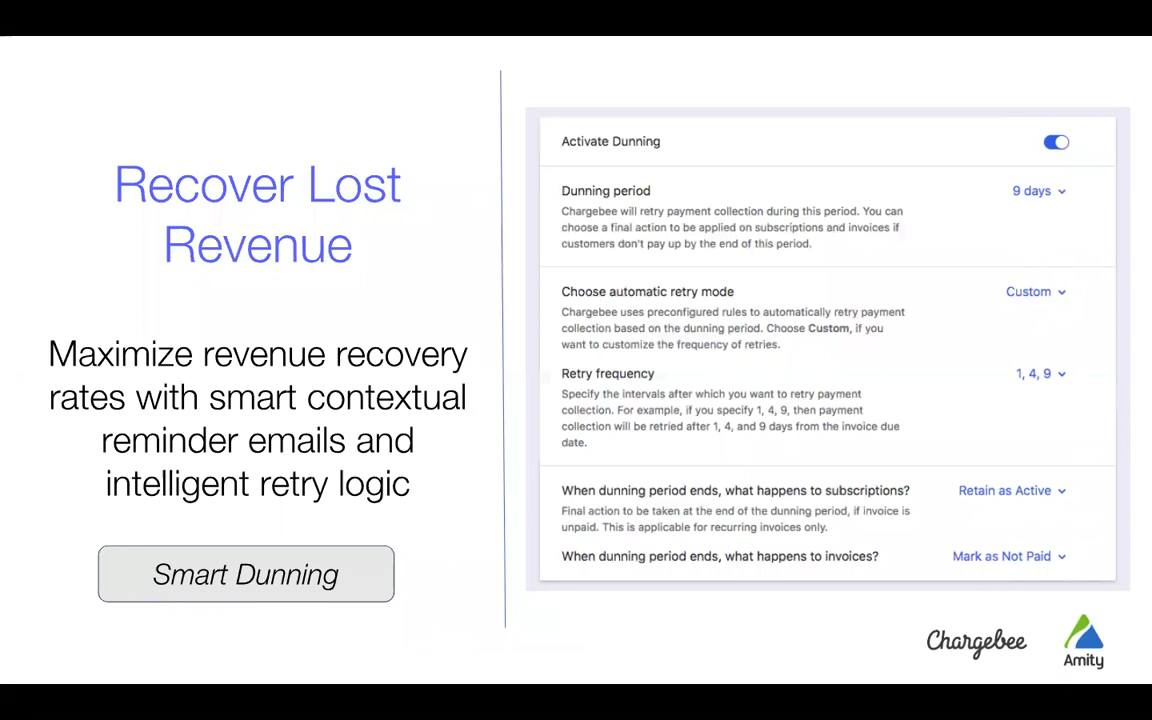 Recover Lost
Revenue
Maximize revenue recovery
rates with smart contextual
reminder emails and
intelligent retry logic
Smart Dunning
Activate Dunning
Dunning period
9 days
Chargebee will retry payment collection during this period. You can
choose a final action to be applied on subscriptions and invoices if
customers don't pay up by the end of this period.
Choose automatic retry mode
Custom
Chargebee uses preconfigured rules to automatically retry payment
collection based on the dunning period. Choose Custom, if you
want to customize the frequency of retries.
Retry frequency
1, 4, 9
Specify the intervals after which you want to retry payment
collection. For example, if you specify 1, 4, 9, then payment
collection will be retried after 1, 4, and 9 days from the invoice due
date.
When dunning period ends, what happens to subscriptions?
Retain as Active
Final action to be taken at the end of the dunning period, if invoice is
unpaid. This is applicable for recurring invoices only.
When dunning period ends, what happens to invoices?
Mark as Not Paid
Chargebee
Amity